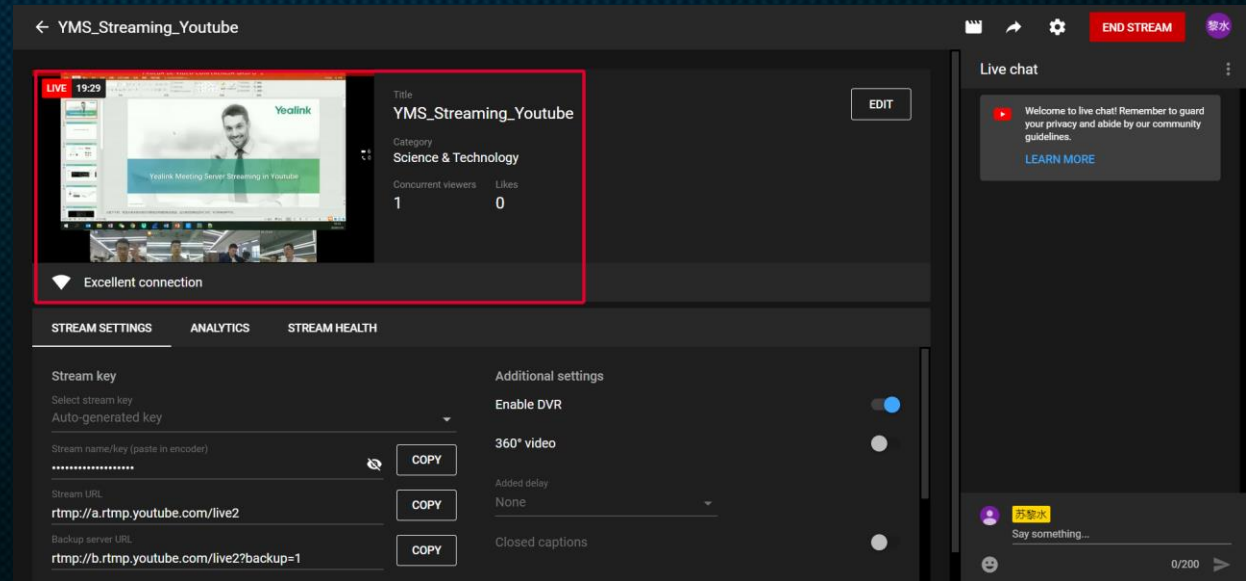 YMS_Streaming_Youtube
END STREAM
黎水
LIVE 19:29
Yealink
Yealink Meeting Server Streaming in Youtube
Title
YMS_Streaming_Youtube
Category
Science & Technology
Concurrent viewers Likes
1 0
EDIT
Excellent connection
STREAM SETTINGS ANALYTICS STREAM HEALTH
Stream key
Select stream key
Auto-generated key
Stream name/key (paste in encoder)
•••••••••••••••••••
COPY
Stream URL
rtmp://a.rtmp.youtube.com/live2
COPY
Backup server URL
rtmp://b.rtmp.youtube.com/live2?backup=1
COPY
Additional settings
Enable DVR
360° video
Added delay
None
Closed captions
Live chat
Welcome to live chat! Remember to guard
your privacy and abide by our community
guidelines.
LEARN MORE
苏黎水
Say something...
0/200